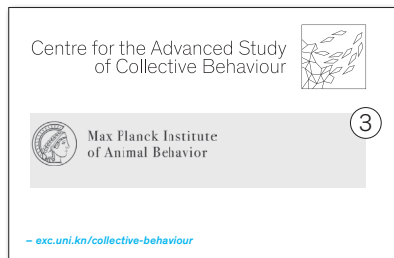 Centre for the Advanced Study
of Collective Behaviour
3
Max Planck Institute
of Animal Behavior
– exc.uni.kn/collective-behaviour